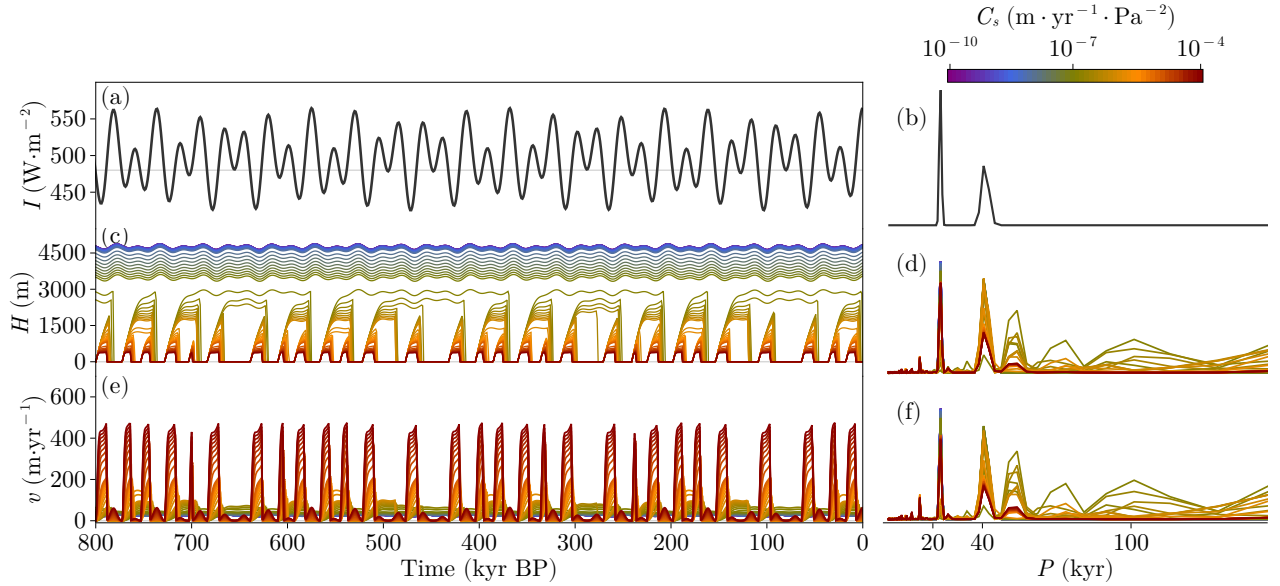 C_s (m · yr⁻¹ · Pa⁻²)
10⁻¹⁰ 10⁻⁷ 10⁻⁴
(a)
(b)
550
500
450
I (W·m⁻²)
(c)
(d)
4500
3000
1500
0
H (m)
(e)
(f)
600
400
200
0
v (m·yr⁻¹)
800 700 600 500 400 300 200 100 0
20 40 100
Time (kyr BP)
P (kyr)